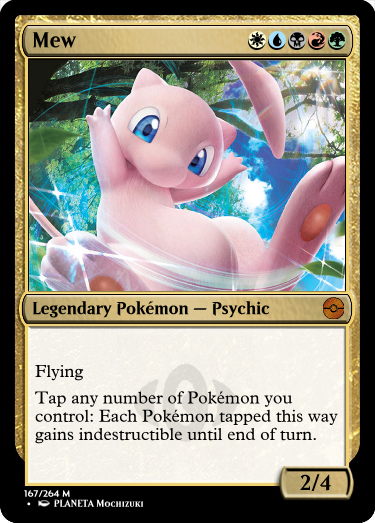 Mew
Legendary Pokémon — Psychic
Flying
Tap any number of Pokémon you
control: Each Pokémon tapped this way
gains indestructible until end of turn.
2/4
167/264 M
• PLANETA MOCHIZUKI